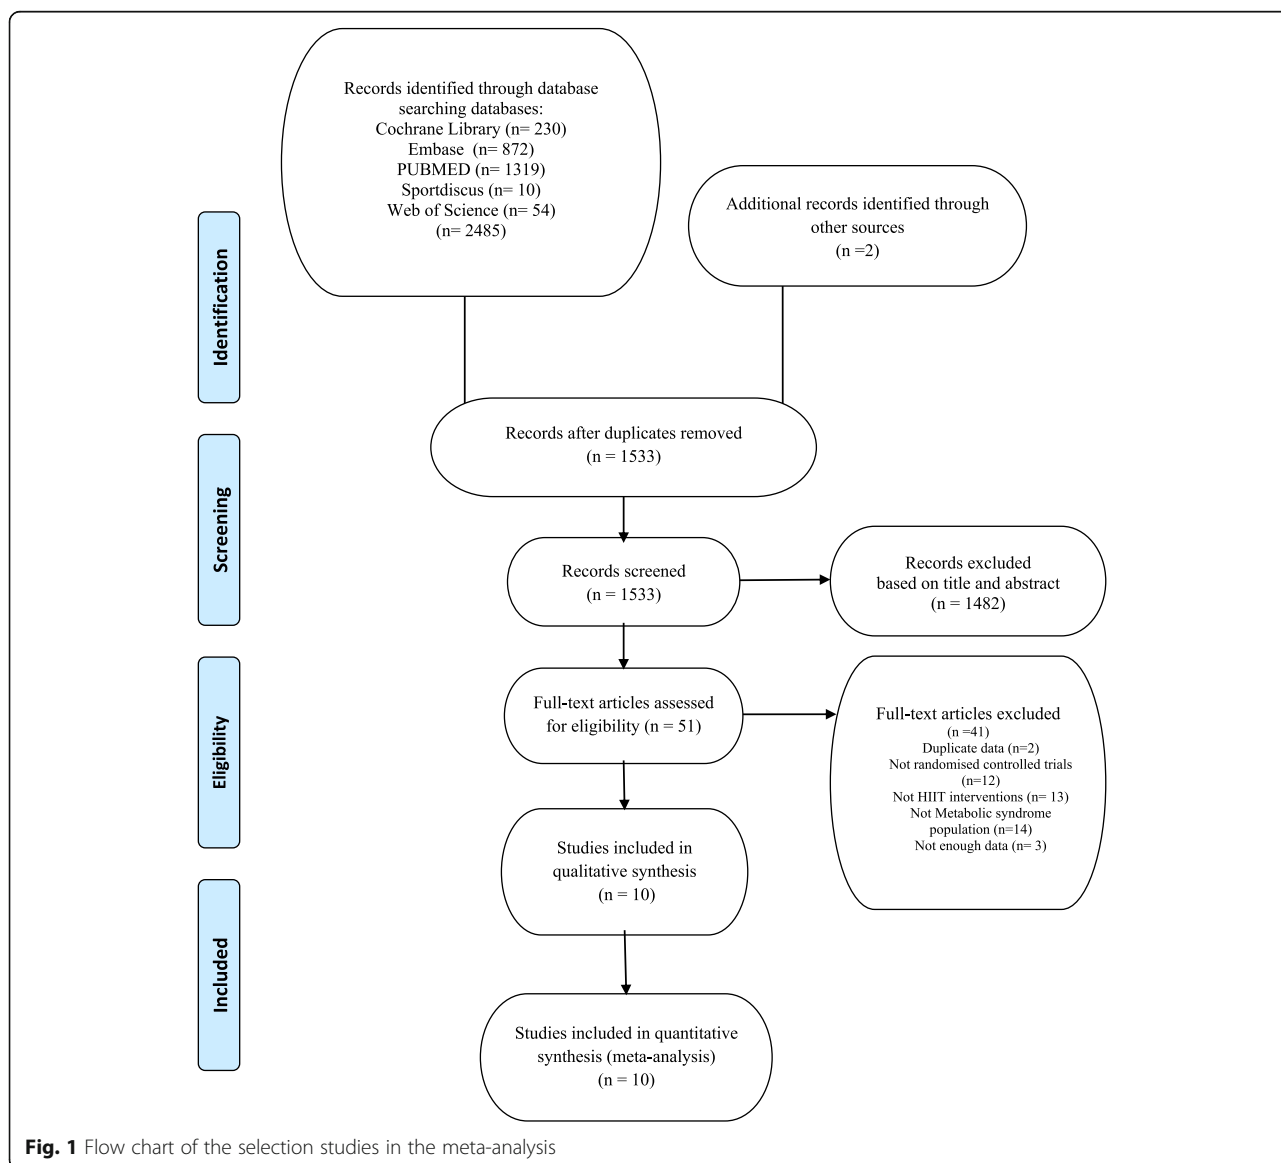 Records identified through database
searching databases:
Cochrane Library (n= 230)
Embase (n= 872)
PUBMED (n= 1319)
Sportdiscus (n= 10)
Web of Science (n= 54)
(n= 2485)
Additional records identified through
other sources
(n =2)
Identification
Records after duplicates removed
(n = 1533)
Screening
Records screened
(n = 1533)
Records excluded
based on title and abstract
(n = 1482)
Eligibility
Full-text articles assessed
for eligibility (n = 51)
Full-text articles excluded
(n =41)
Duplicate data (n=2)
Not randomised controlled trials
(n=12)
Not HIIT interventions (n= 13)
Not Metabolic syndrome
population (n=14)
Not enough data (n= 3)
Studies included in
qualitative synthesis
(n = 10)
Included
Studies included in quantitative
synthesis (meta-analysis)
(n = 10)
Fig. 1 Flow chart of the selection studies in the meta-analysis